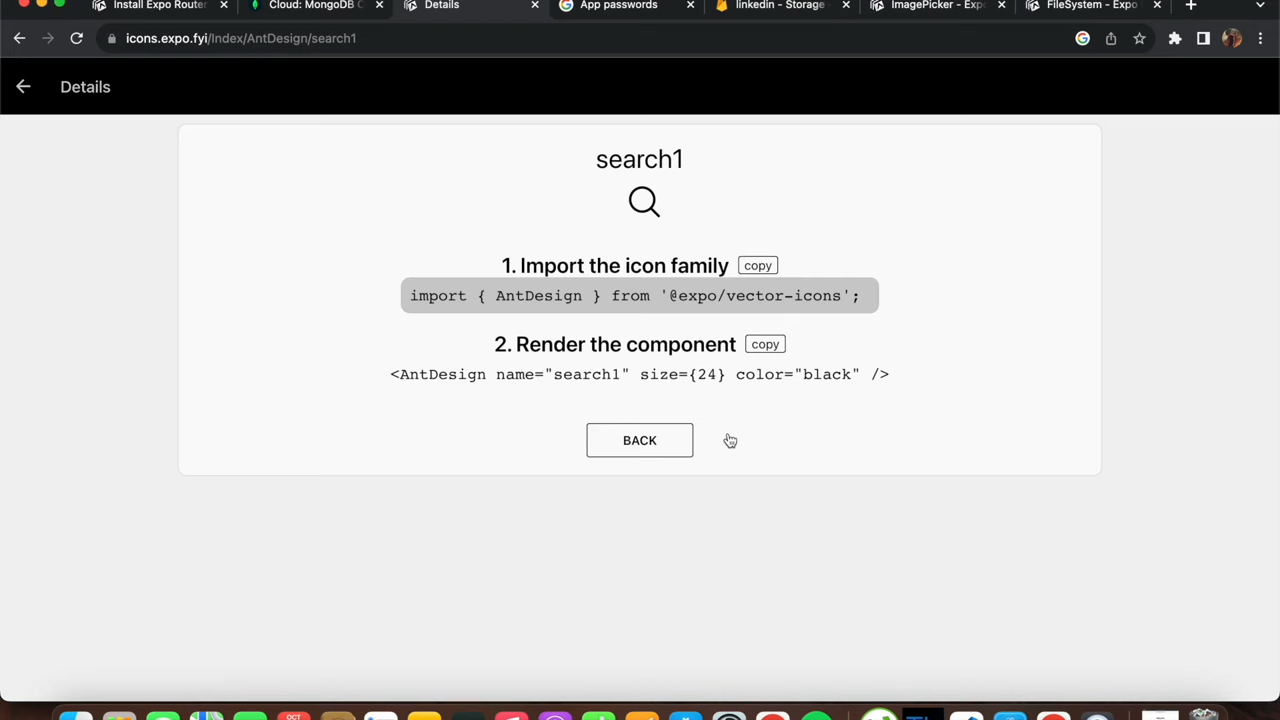 Install Expo Router
Cloud: MongoDB C
Details
App passwords
linkedin - Storage
ImagePicker - Exp
FileSystem - Expo
icons.expo.fyi/Index/AntDesign/search1
Details
search1
1. Import the icon family copy
import { AntDesign } from '@expo/vector-icons';
2. Render the component copy
<AntDesign name="search1" size={24} color="black" />
BACK
OCT